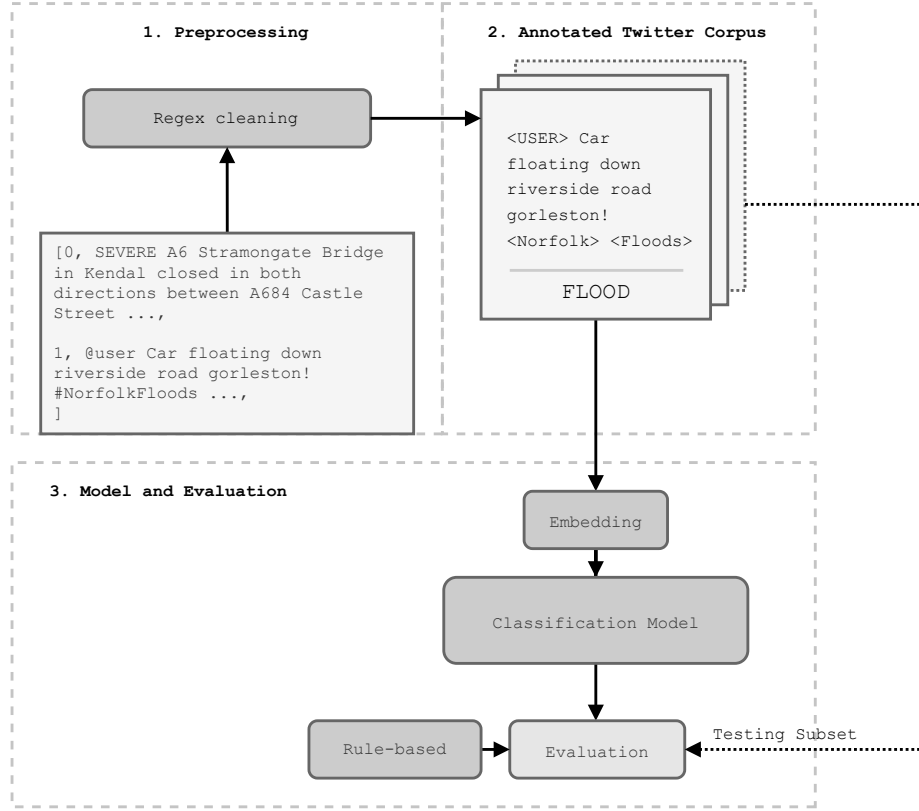 1. Preprocessing
Regex cleaning
[0, SEVERE A6 Stramongate Bridge
in Kendal closed in both
directions between A684 Castle
Street ...,
1, @user Car floating down
riverside road gorleston!
#NorfolkFloods ...,
]
2. Annotated Twitter Corpus
<USER> Car
floating down
riverside road
gorleston!
<Norfolk> <Floods>
FLOOD
3. Model and Evaluation
Embedding
Classification Model
Rule-based
Evaluation
Testing Subset